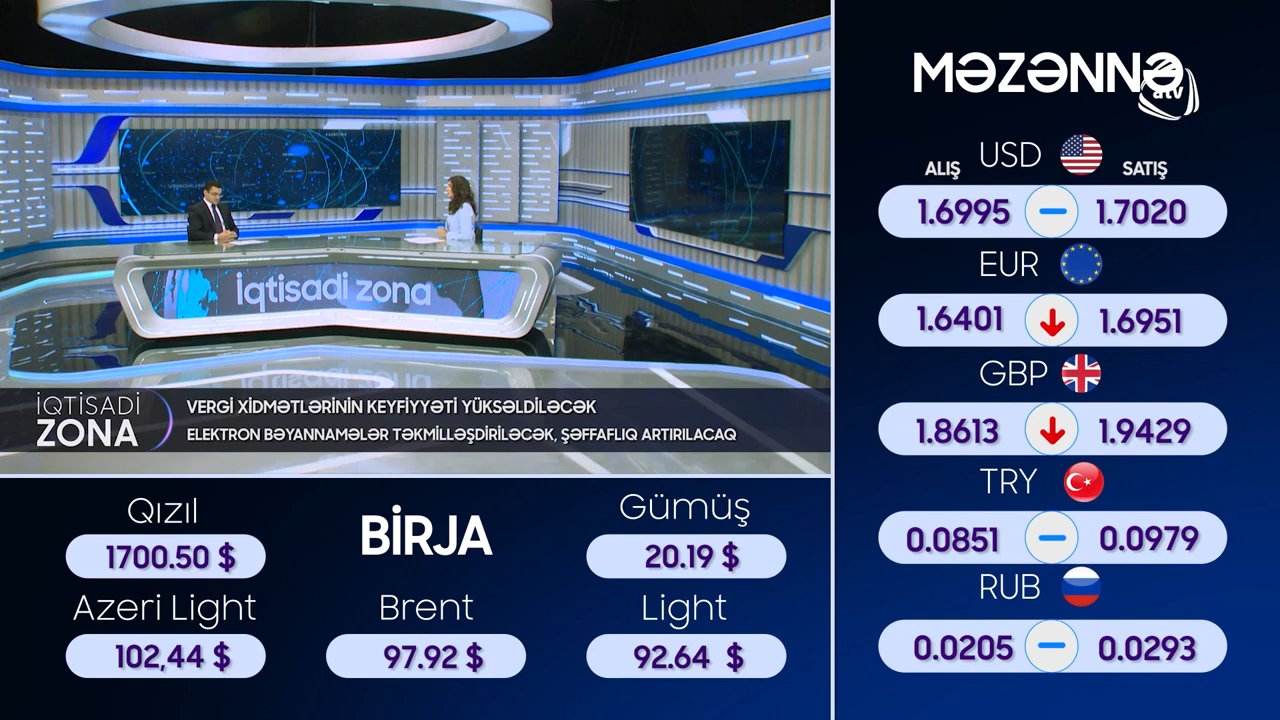 İqtisadi zona
İQTİSADİ
ZONA
VERGİ XİDMƏTLƏRİNİN KEYFİYYƏTİ YÜKSƏLDİLƏCƏK
ELEKTRON BƏYANNAMƏLƏR TƏKMİLLƏŞDİRİLƏCƏK, ŞƏFFAFLIQ ARTIRILACAQ
Qızıl
1700.50 $
BİRJA
Gümüş
20.19 $
Azeri Light
102,44 $
Brent
97.92 $
Light
92.64 $
MƏZƏNNƏ
atv
ALIŞ
USD
SATIŞ
1.6995
1.7020
EUR
1.6401
1.6951
GBP
1.8613
1.9429
TRY
0.0851
0.0979
RUB
0.0205
0.0293